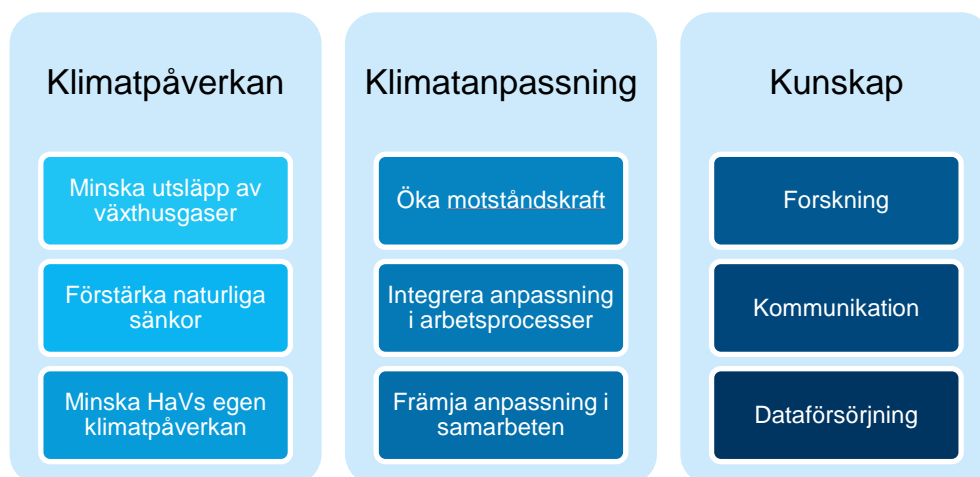 Klimatpåverkan
Minska utsläpp av
växthusgaser
Förstärka naturliga
sänkor
Minska HaVs egen
klimatpåverkan
Klimatanpassning
Öka motståndskraft
Integrera anpassning
i arbetsprocesser
Främja anpassning i
samarbeten
Kunskap
Forskning
Kommunikation
Dataförsörjning